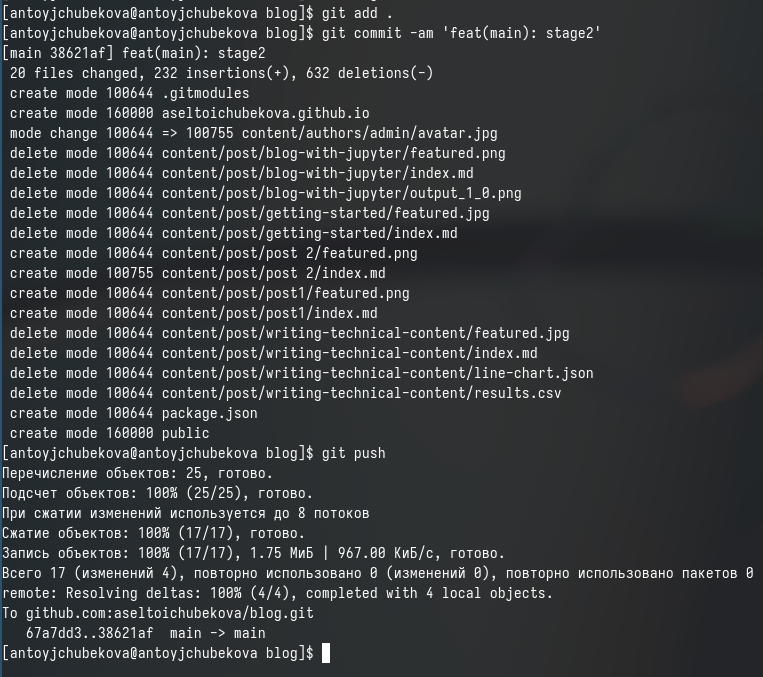 [antoyjchubekova@antoyjchubekova blog]$ git add .
[antoyjchubekova@antoyjchubekova blog]$ git commit -am 'feat(main): stage2'
[main 38621af] feat(main): stage2
 20 files changed, 232 insertions(+), 632 deletions(-)
 create mode 100644 .gitmodules
 create mode 160000 aseltoichubekova.github.io
 mode change 100644 => 100755 content/authors/admin/avatar.jpg
 delete mode 100644 content/post/blog-with-jupyter/featured.png
 delete mode 100644 content/post/blog-with-jupyter/index.md
 delete mode 100644 content/post/blog-with-jupyter/output_1_0.png
 delete mode 100644 content/post/getting-started/featured.jpg
 delete mode 100644 content/post/getting-started/index.md
 create mode 100644 content/post/post 2/featured.png
 create mode 100755 content/post/post 2/index.md
 create mode 100644 content/post/post1/featured.png
 create mode 100644 content/post/post1/index.md
 delete mode 100644 content/post/writing-technical-content/featured.jpg
 delete mode 100644 content/post/writing-technical-content/index.md
 delete mode 100644 content/post/writing-technical-content/line-chart.json
 delete mode 100644 content/post/writing-technical-content/results.csv
 create mode 100644 package.json
 create mode 160000 public
[antoyjchubekova@antoyjchubekova blog]$ git push
Перечисление объектов: 25, готово.
Подсчет объектов: 100% (25/25), готово.
При сжатии изменений используется до 8 потоков
Сжатие объектов: 100% (17/17), готово.
Запись объектов: 100% (17/17), 1.75 МиБ | 967.00 КиБ/с, готово.
Всего 17 (изменений 4), повторно использовано 0 (изменений 0), повторно использовано пакетов 0
remote: Resolving deltas: 100% (4/4), completed with 4 local objects.
To github.com:aseltoichubekova/blog.git
   67a7dd3..38621af  main -> main
[antoyjchubekova@antoyjchubekova blog]$